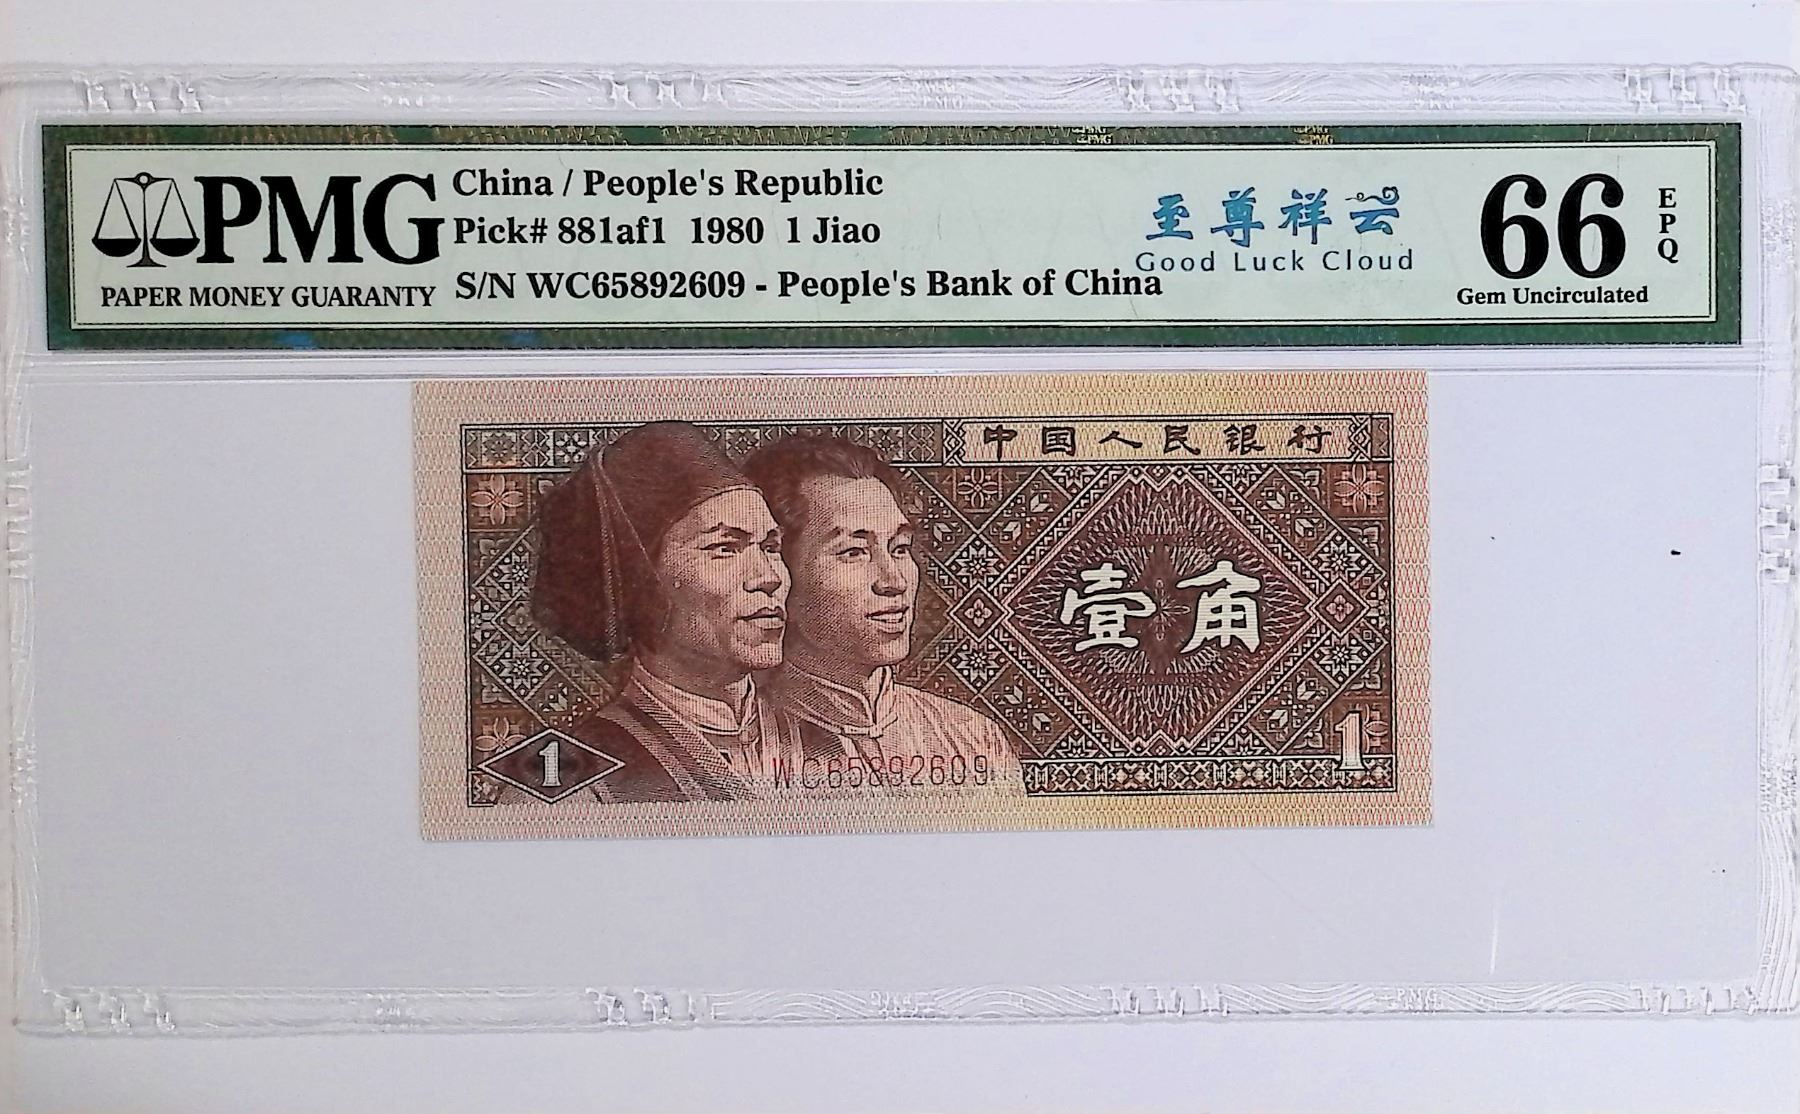 PMG
PAPER MONEY GUARANTY
China / People's Republic
Pick# 881af1 1980 1 Jiao
S/N WC65892609 - People's Bank of China
至尊祥云
Good Luck Cloud
66
EPQ
Gem Uncirculated
中国人民银行
壹角
1
WC65892609
1